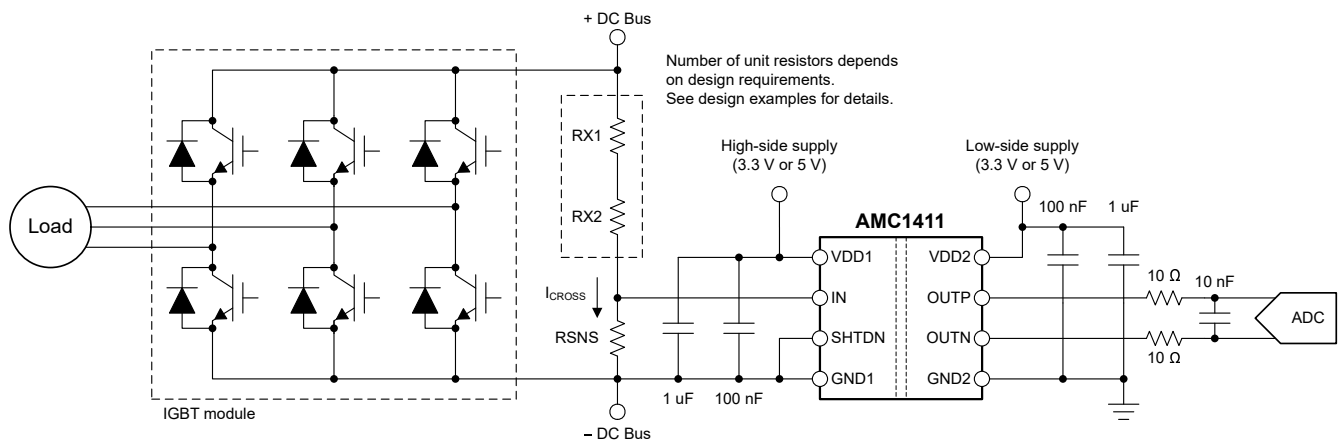 + DC Bus
Number of unit resistors depends
on design requirements.
See design examples for details.
RX1
RX2
High-side supply
(3.3 V or 5 V)
Low-side supply
(3.3 V or 5 V)
100 nF
1 uF
AMC1411
Load
VDD1
VDD2
ICROSS
IN
OUTP
10 Ω
10 nF
ADC
RSNS
SHTDN
OUTN
10 Ω
GND1
GND2
1 uF
100 nF
IGBT module
– DC Bus